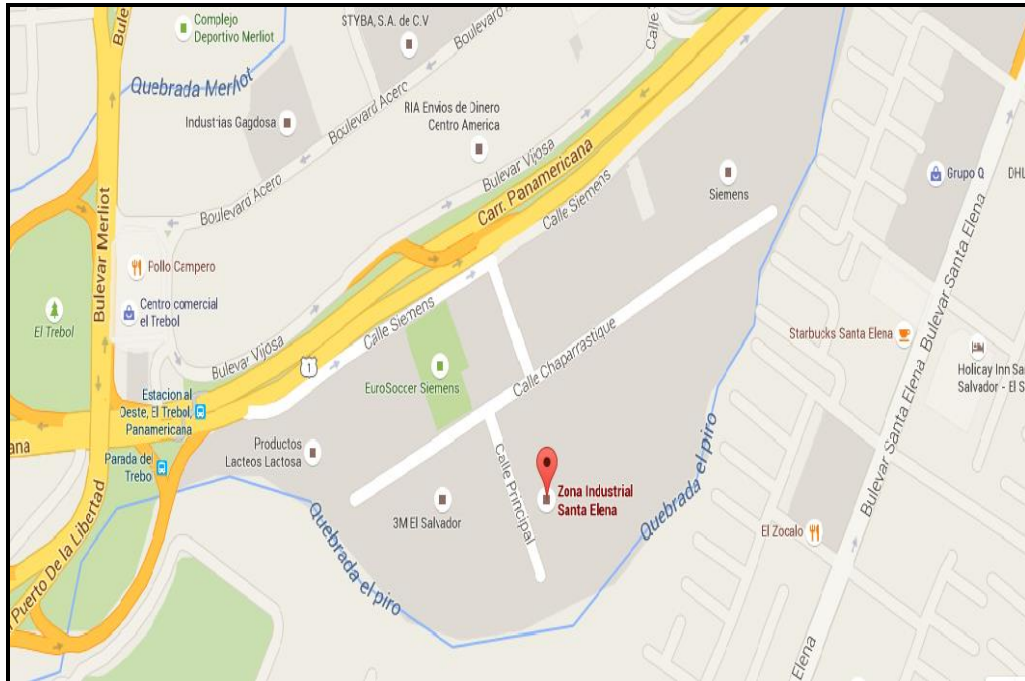 Complejo
Deportivo Merliot
STYBA, S.A. de C.V
Quebrada Merliot
Industrias Gagdosa
Boulevard Acero
RIA Envios de Dinero
Centro America
Bulevar Vijosa
Boulevard Acero
Carr. Panamericana
Calle Siemens
Siemens
Grupo Q
DHL
Bulevar Merliot
Pollo Campero
Centro comercial
el Trebol
El Trebol
Bulevar Vijosa
1
Calle Siemens
EuroSoccer Siemens
Calle Chaparrastique
Starbucks Santa Elena
Bulevar Santa Elena
Holicay Inn San
Salvador - El S
Estacion al
Oeste, El Trebol,
Panamericana
Parada del
Trebo
Productos
Lacteos Lactosa
3M El Salvador
Calle Principal
Zona Industrial
Santa Elena
Quebrada el piro
Quebrada el piro
El Zocalo
Bulevar Santa Elena
Puerto De la Libertad
Elena